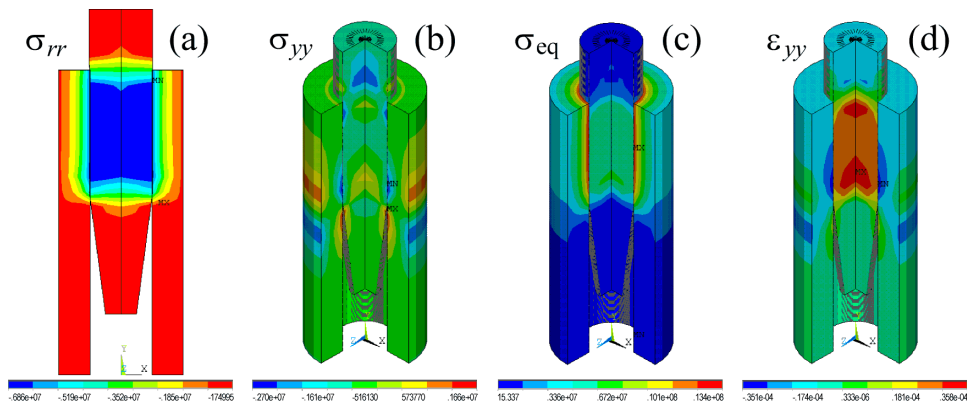 σrr (a)
σyy (b)
σeq (c)
εyy (d)
MN
MX
MN
MX
MX
MX
MN
Y
Z X
Z X
Z X
Z X
-.686e+07 -.519e+07 -.352e+07 -.185e+07 -174995
-.270e+07 -.161e+07 -516130 573770 .166e+07
15.337 .336e+07 .672e+07 .101e+08 .134e+08
-.351e-04 -.174e-04 .333e-06 .181e-04 .358e-04